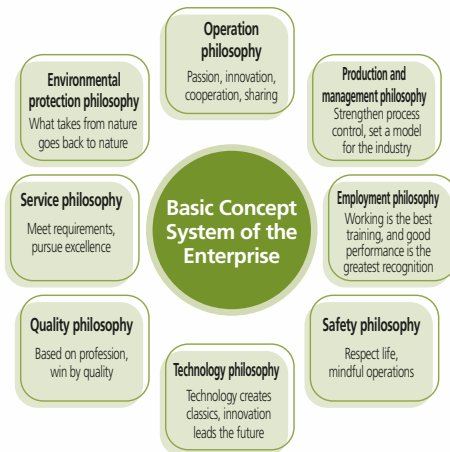 Operation
philosophy
Passion, innovation,
cooperation, sharing
Environmental
protection philosophy
What takes from nature
goes back to nature
Production and
management philosophy
Strengthen process
control, set a model
for the industry
Service philosophy
Meet requirements,
pursue excellence
Basic Concept
System of the
Enterprise
Employment philosophy
Working is the best
training, and good
performance is the
greatest recognition
Quality philosophy
Based on profession,
win by quality
Safety philosophy
Respect life,
mindful operations
Technology philosophy
Technology creates
classics, innovation
leads the future